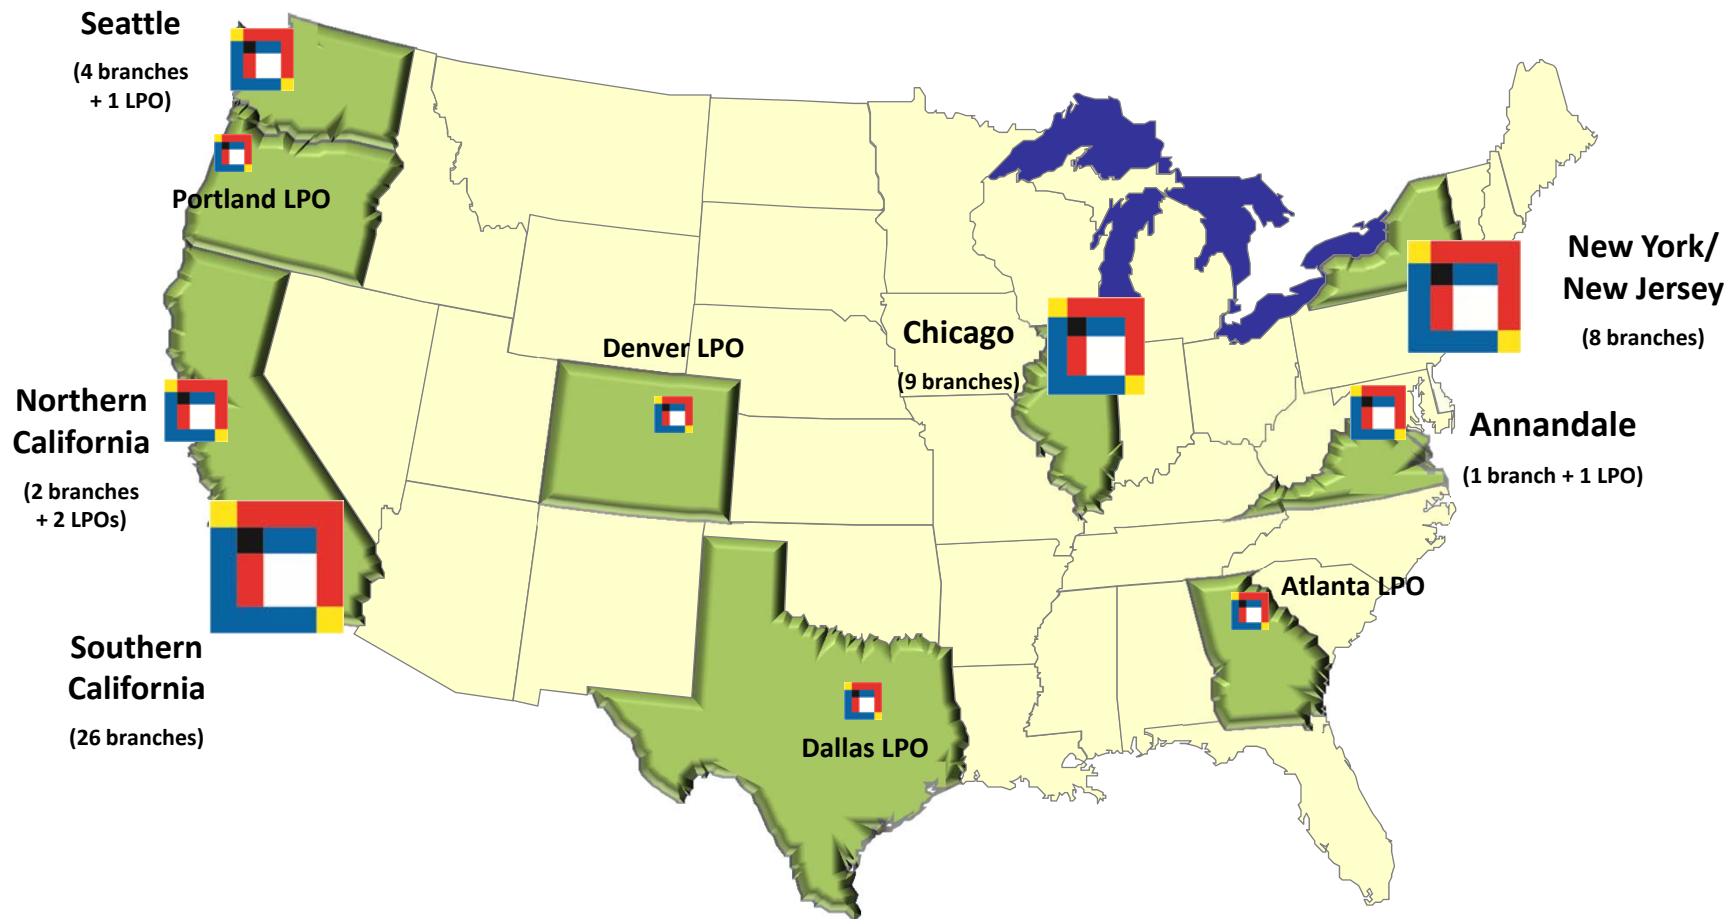 Seattle
(4 branches
+ 1 LPO)
Portland LPO
New York/
New Jersey
(8 branches)
Chicago
(9 branches)
Denver LPO
Northern
California
(2 branches
+ 2 LPOs)
Annandale
(1 branch + 1 LPO)
Atlanta LPO
Southern
California
(26 branches)
Dallas LPO